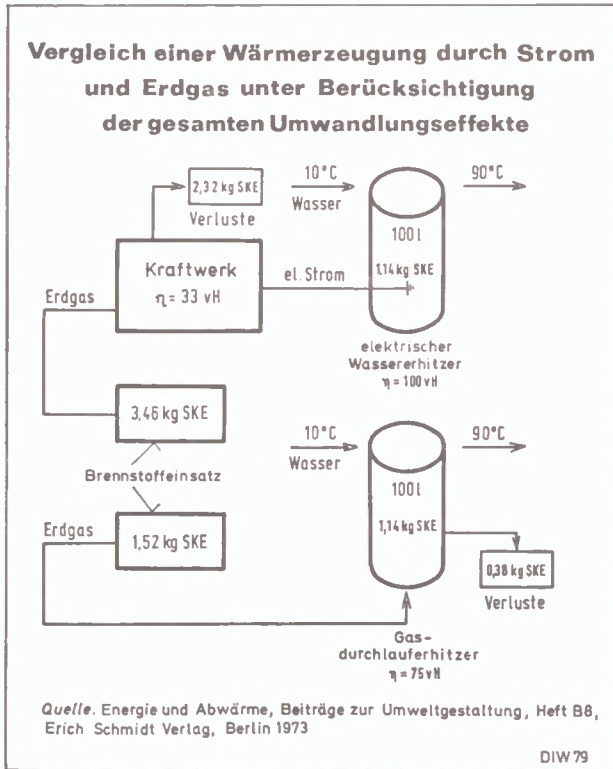 Vergleich einer Wärmerzeugung durch Strom
und Erdgas unter Berücksichtigung
der gesamten Umwandlungseffekte
2,32 kg SKE
Verluste
10°C
Wasser
90°C
100 l
1,14 kg SKE
Kraftwerk
η = 33 vH
el. Strom
Erdgas
elektrischer
Wassererhitzer
η = 100 vH
3,46 kg SKE
Brennstoffeinsatz
10°C
Wasser
90°C
100 l
1,14 kg SKE
Erdgas
1,52 kg SKE
0,38 kg SKE
Verluste
Gas-
durchlauferhitzer
η = 75 vH
Quelle. Energie und Abwärme, Beiträge zur Umweltgestaltung, Heft B8,
Erich Schmidt Verlag, Berlin 1973
DIW 79